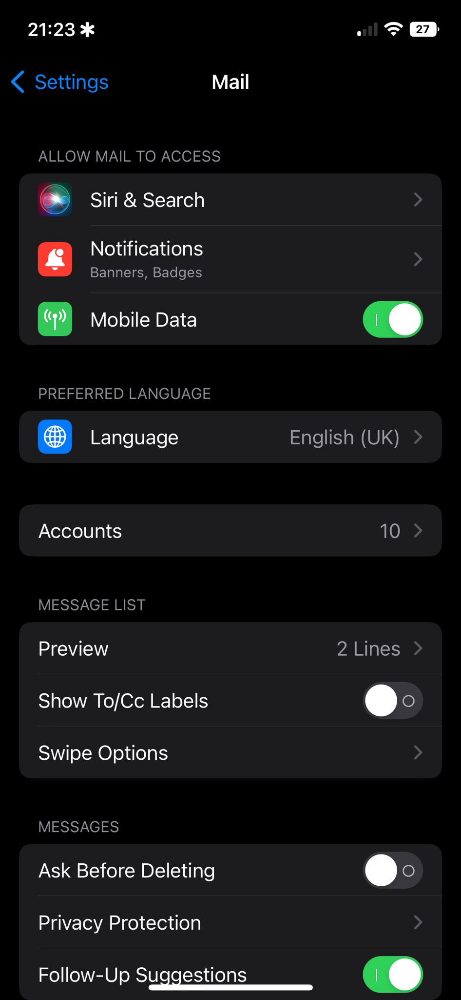 21:23
27
Settings
Mail
ALLOW MAIL TO ACCESS
Siri & Search
Notifications
Banners, Badges
Mobile Data
PREFERRED LANGUAGE
Language English (UK)
Accounts 10
MESSAGE LIST
Preview 2 Lines
Show To/Cc Labels
Swipe Options
MESSAGES
Ask Before Deleting
Privacy Protection
Follow-Up Suggestions